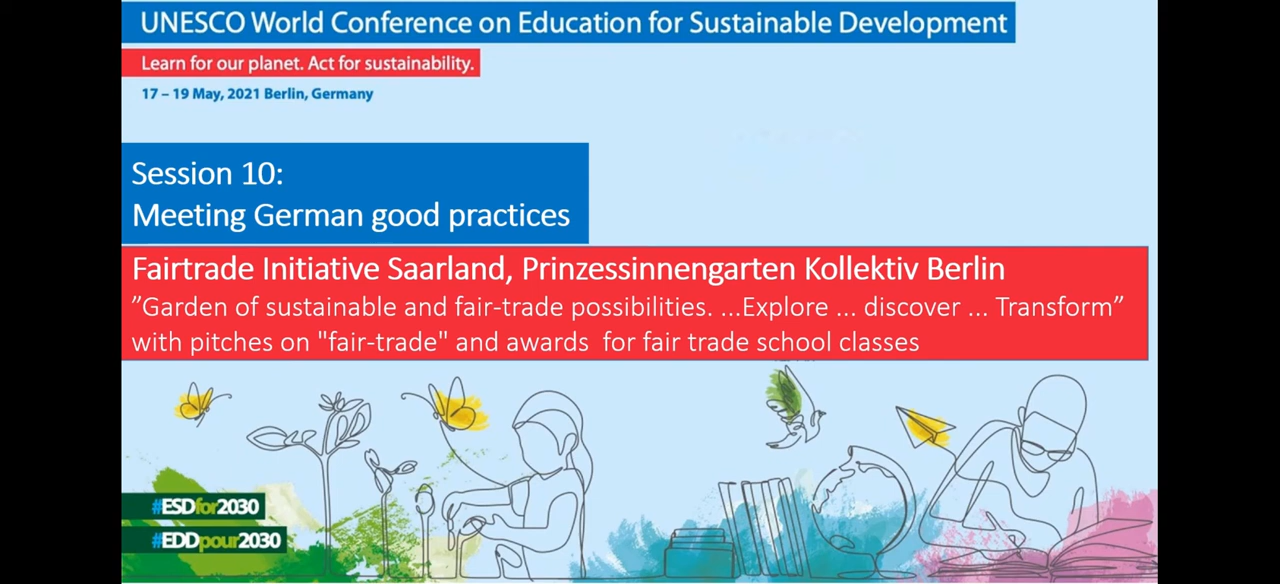 UNESCO World Conference on Education for Sustainable Development
Learn for our planet. Act for sustainability.
17 – 19 May, 2021 Berlin, Germany
Session 10:
Meeting German good practices
Fairtrade Initiative Saarland, Prinzessinnengarten Kollektiv Berlin
”Garden of sustainable and fair-trade possibilities. ...Explore ... discover ... Transform”
with pitches on "fair-trade" and awards for fair trade school classes
#ESDfor2030
#EDDpour2030